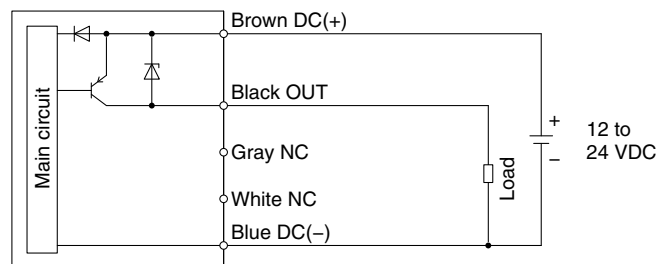 Brown DC(+)
Main circuit
Black OUT
Gray NC
White NC
Blue DC(−)
Load
+
−
12 to
24 VDC